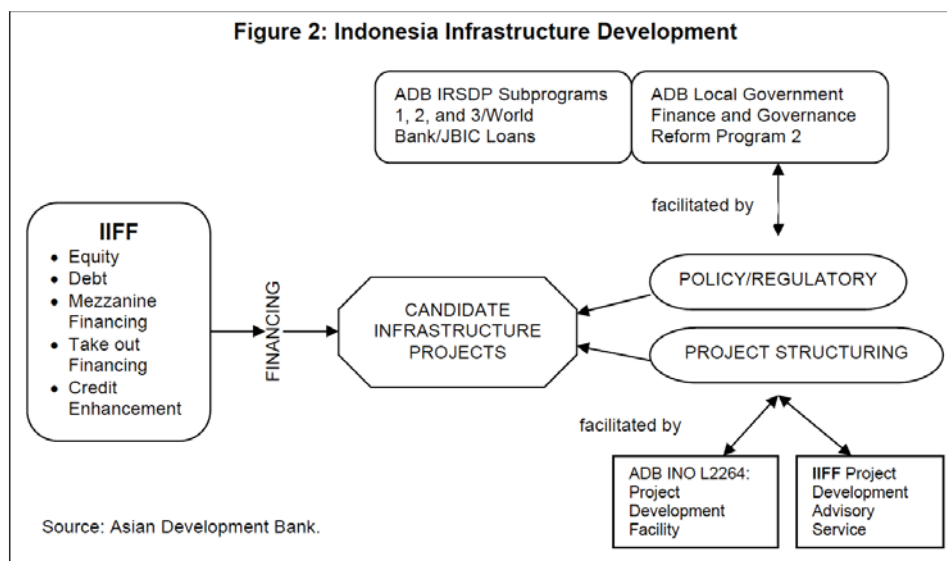 Figure 2: Indonesia Infrastructure Development
ADB IRSDP Subprograms
1, 2, and 3/World
Bank/JBIC Loans
ADB Local Government
Finance and Governance
Reform Program 2
facilitated by
IIFF
• Equity
• Debt
• Mezzanine
Financing
• Take out
Financing
• Credit
Enhancement
FINANCING
CANDIDATE
INFRASTRUCTURE
PROJECTS
POLICY/REGULATORY
PROJECT STRUCTURING
facilitated by
ADB INO L2264:
Project
Development
Facility
IIFF Project
Development
Advisory
Service
Source: Asian Development Bank.